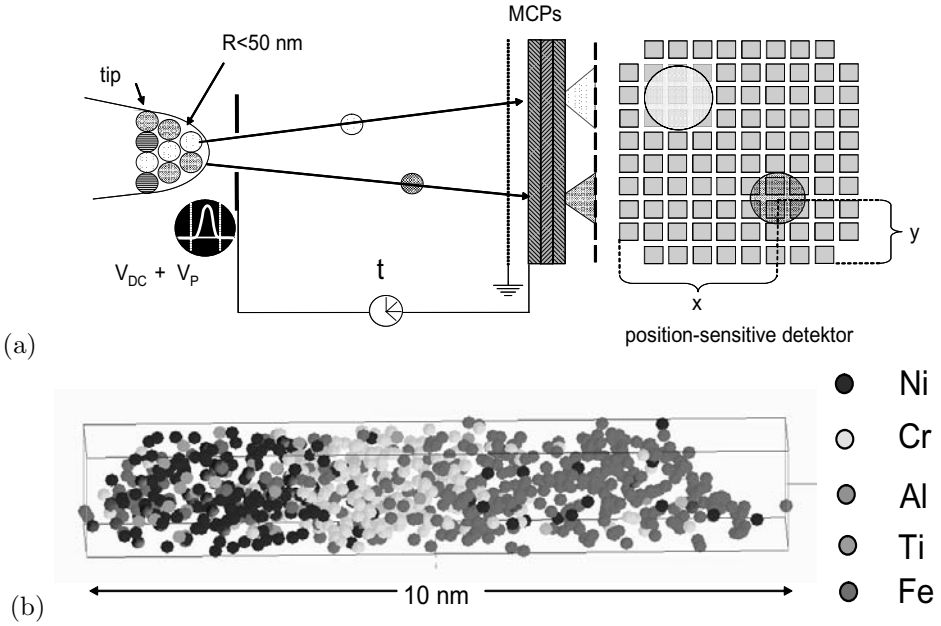 MCPs
R<50 nm
tip
V_DC + V_P
t
x
y
position-sensitive detektor
(a)
Ni
Cr
Al
Ti
Fe
10 nm
(b)